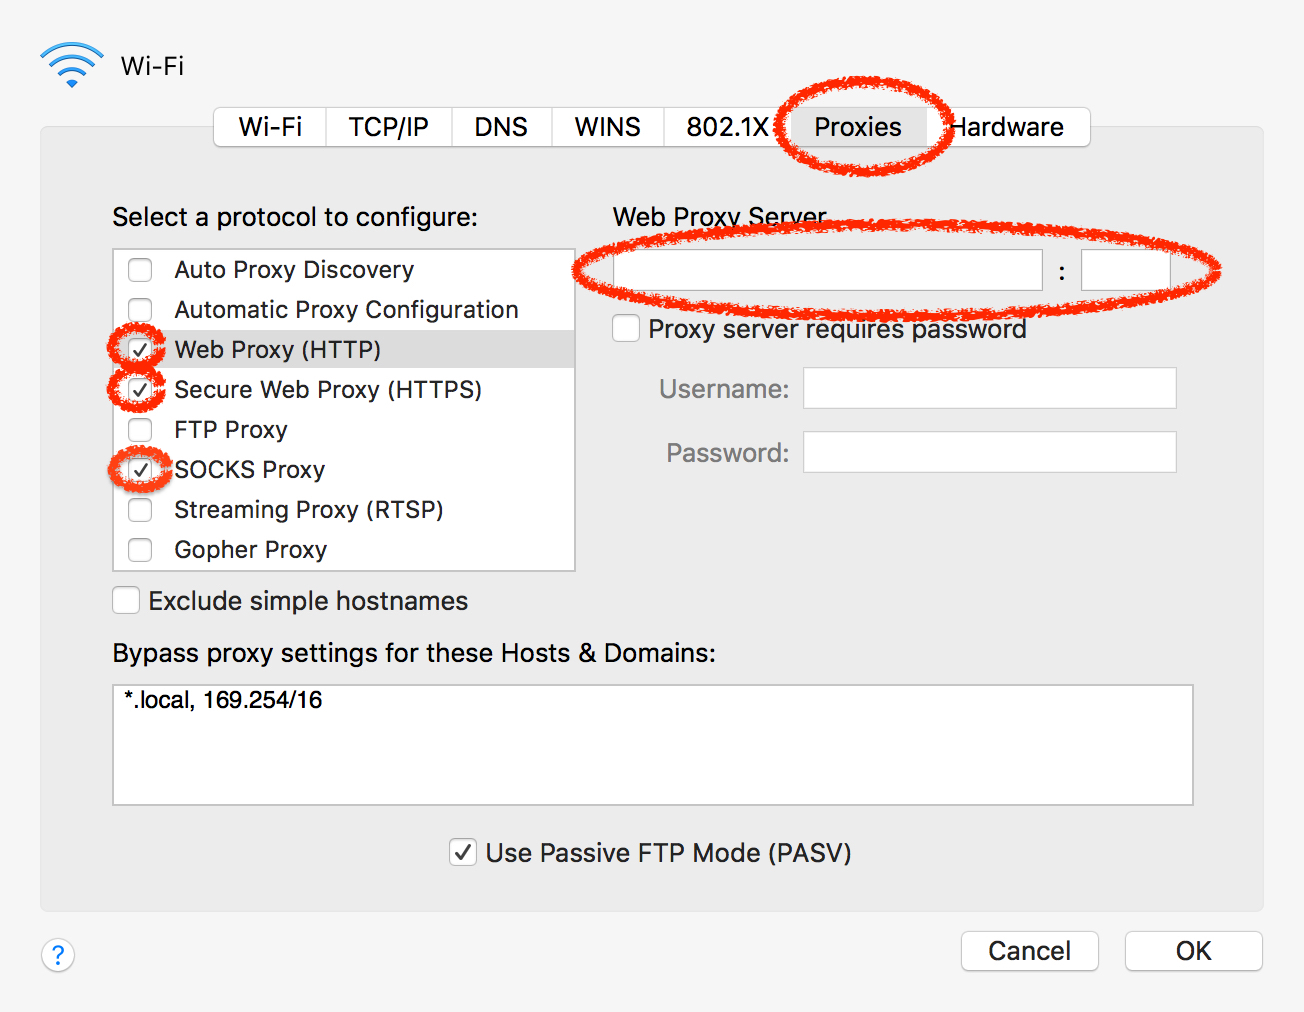 Wi-Fi
Wi-Fi TCP/IP DNS WINS 802.1X Proxies Hardware
Select a protocol to configure:
Auto Proxy Discovery
Automatic Proxy Configuration
Web Proxy (HTTP)
Secure Web Proxy (HTTPS)
FTP Proxy
SOCKS Proxy
Streaming Proxy (RTSP)
Gopher Proxy
Exclude simple hostnames
Web Proxy Server
:
Proxy server requires password
Username:
Password:
Bypass proxy settings for these Hosts & Domains:
*.local, 169.254/16
Use Passive FTP Mode (PASV)
?
Cancel OK